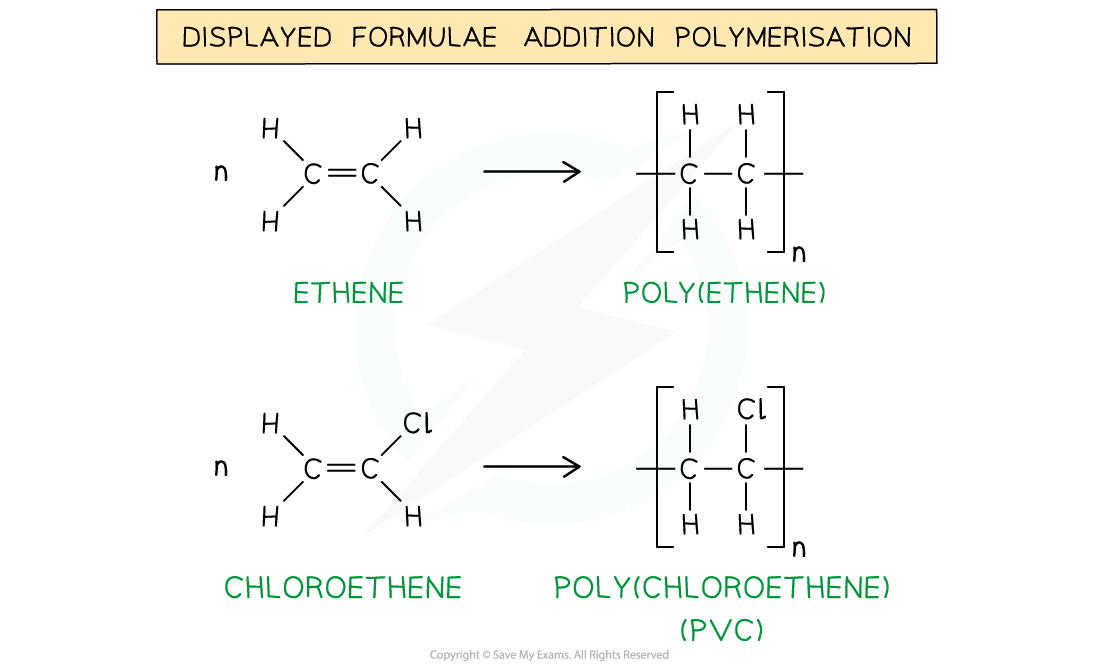 DISPLAYED FORMULAE ADDITION POLYMERISATION
H H H H
n C=C C C
H H H H n
ETHENE POLY(ETHENE)
H Cl H Cl
n C=C C C
H H H H n
CHLOROETHENE POLY(CHLOROETHENE)
(PVC)
Copyright © Save My Exams. All Rights Reserved